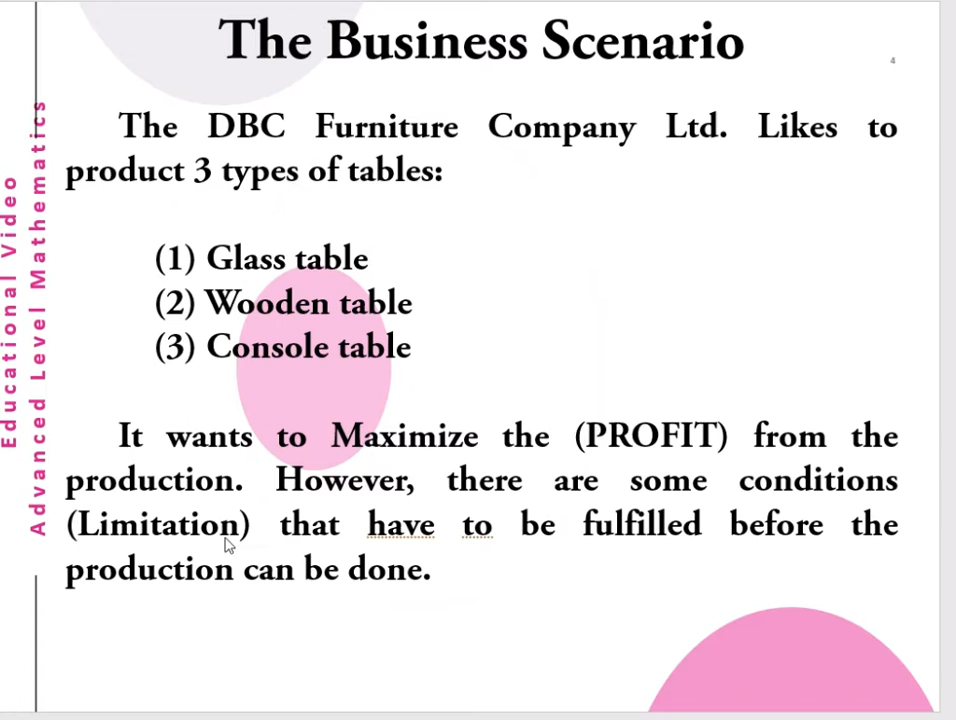 The Business Scenario
4
The DBC Furniture Company Ltd. Likes to
product 3 types of tables:
(1) Glass table
(2) Wooden table
(3) Console table
It wants to Maximize the (PROFIT) from the
production. However, there are some conditions
(Limitation) that have to be fulfilled before the
production can be done.
Educational Video
Advanced Level Mathematics